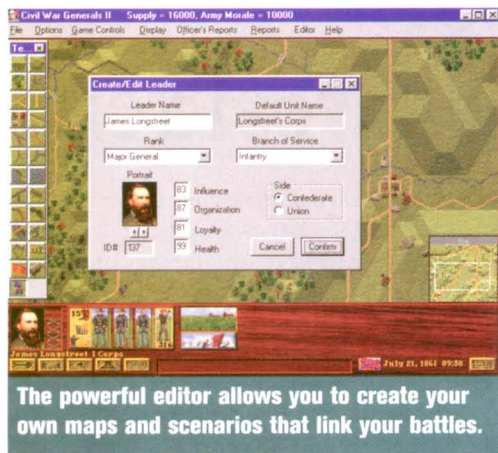 Civil War Generals II Supply = 16000, Army Morale = 10000
File Options Game Controls Display Officer's Reports Reports Editor Help
Te...
Create/Edit Leader
Leader Name
Default Unit Name
James Longstreet
Longstreet's Corps
Rank
Branch of Service
Major General
Infantry
Portrait
83 Influence
87 Organization
81 Loyalty
99 Health
Side
Confederate
Union
ID# 137
Cancel
Confirm
James Longstreet I Corps
July 21, 1861 09:30
The powerful editor allows you to create your
own maps and scenarios that link your battles.